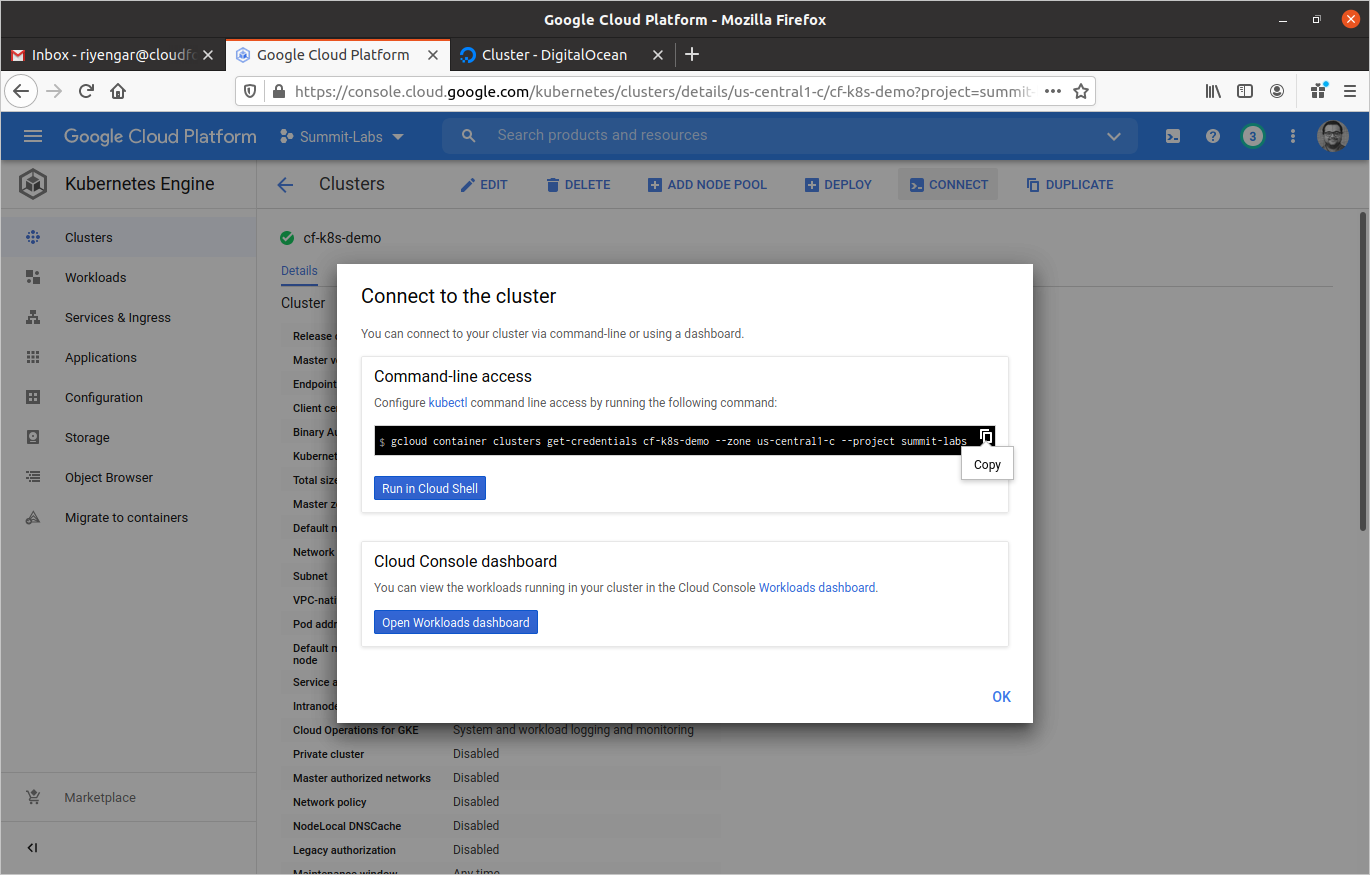 Google Cloud Platform - Mozilla Firefox
Inbox - riyengar@cloudfo
Google Cloud Platform
Cluster - DigitalOcean
https://console.cloud.google.com/kubernetes/clusters/details/us-central1-c/cf-k8s-demo?project=summit-
Google Cloud Platform
Summit-Labs
Search products and resources
3
Kubernetes Engine
Clusters
EDIT
DELETE
ADD NODE POOL
DEPLOY
CONNECT
DUPLICATE
Clusters
Workloads
Services & Ingress
Applications
Configuration
Storage
Object Browser
Migrate to containers
Marketplace
cf-k8s-demo
Details
Cluster
Release
Master
Endpoint
Client
Binary
Total size
Master
Default
Network
Subnet
Pod
Default
node
Service
Connect to the cluster
You can connect to your cluster via command-line or using a dashboard.
Command-line access
Configure kubectl command line access by running the following command:
$ gcloud container clusters get-credentials cf-k8s-demo --zone us-central1-c --project summit-labs
Copy
Run in Cloud Shell
Cloud Console dashboard
You can view the workloads running in your cluster in the Cloud Console Workloads dashboard.
Open Workloads dashboard
OK
Cloud Operations for GKE System and workload logging and monitoring
Private cluster Disabled
Master authorized networks Disabled
Network policy Disabled
NodeLocal DNSCache Disabled
Legacy authorization Disabled
Maintenance window Any time